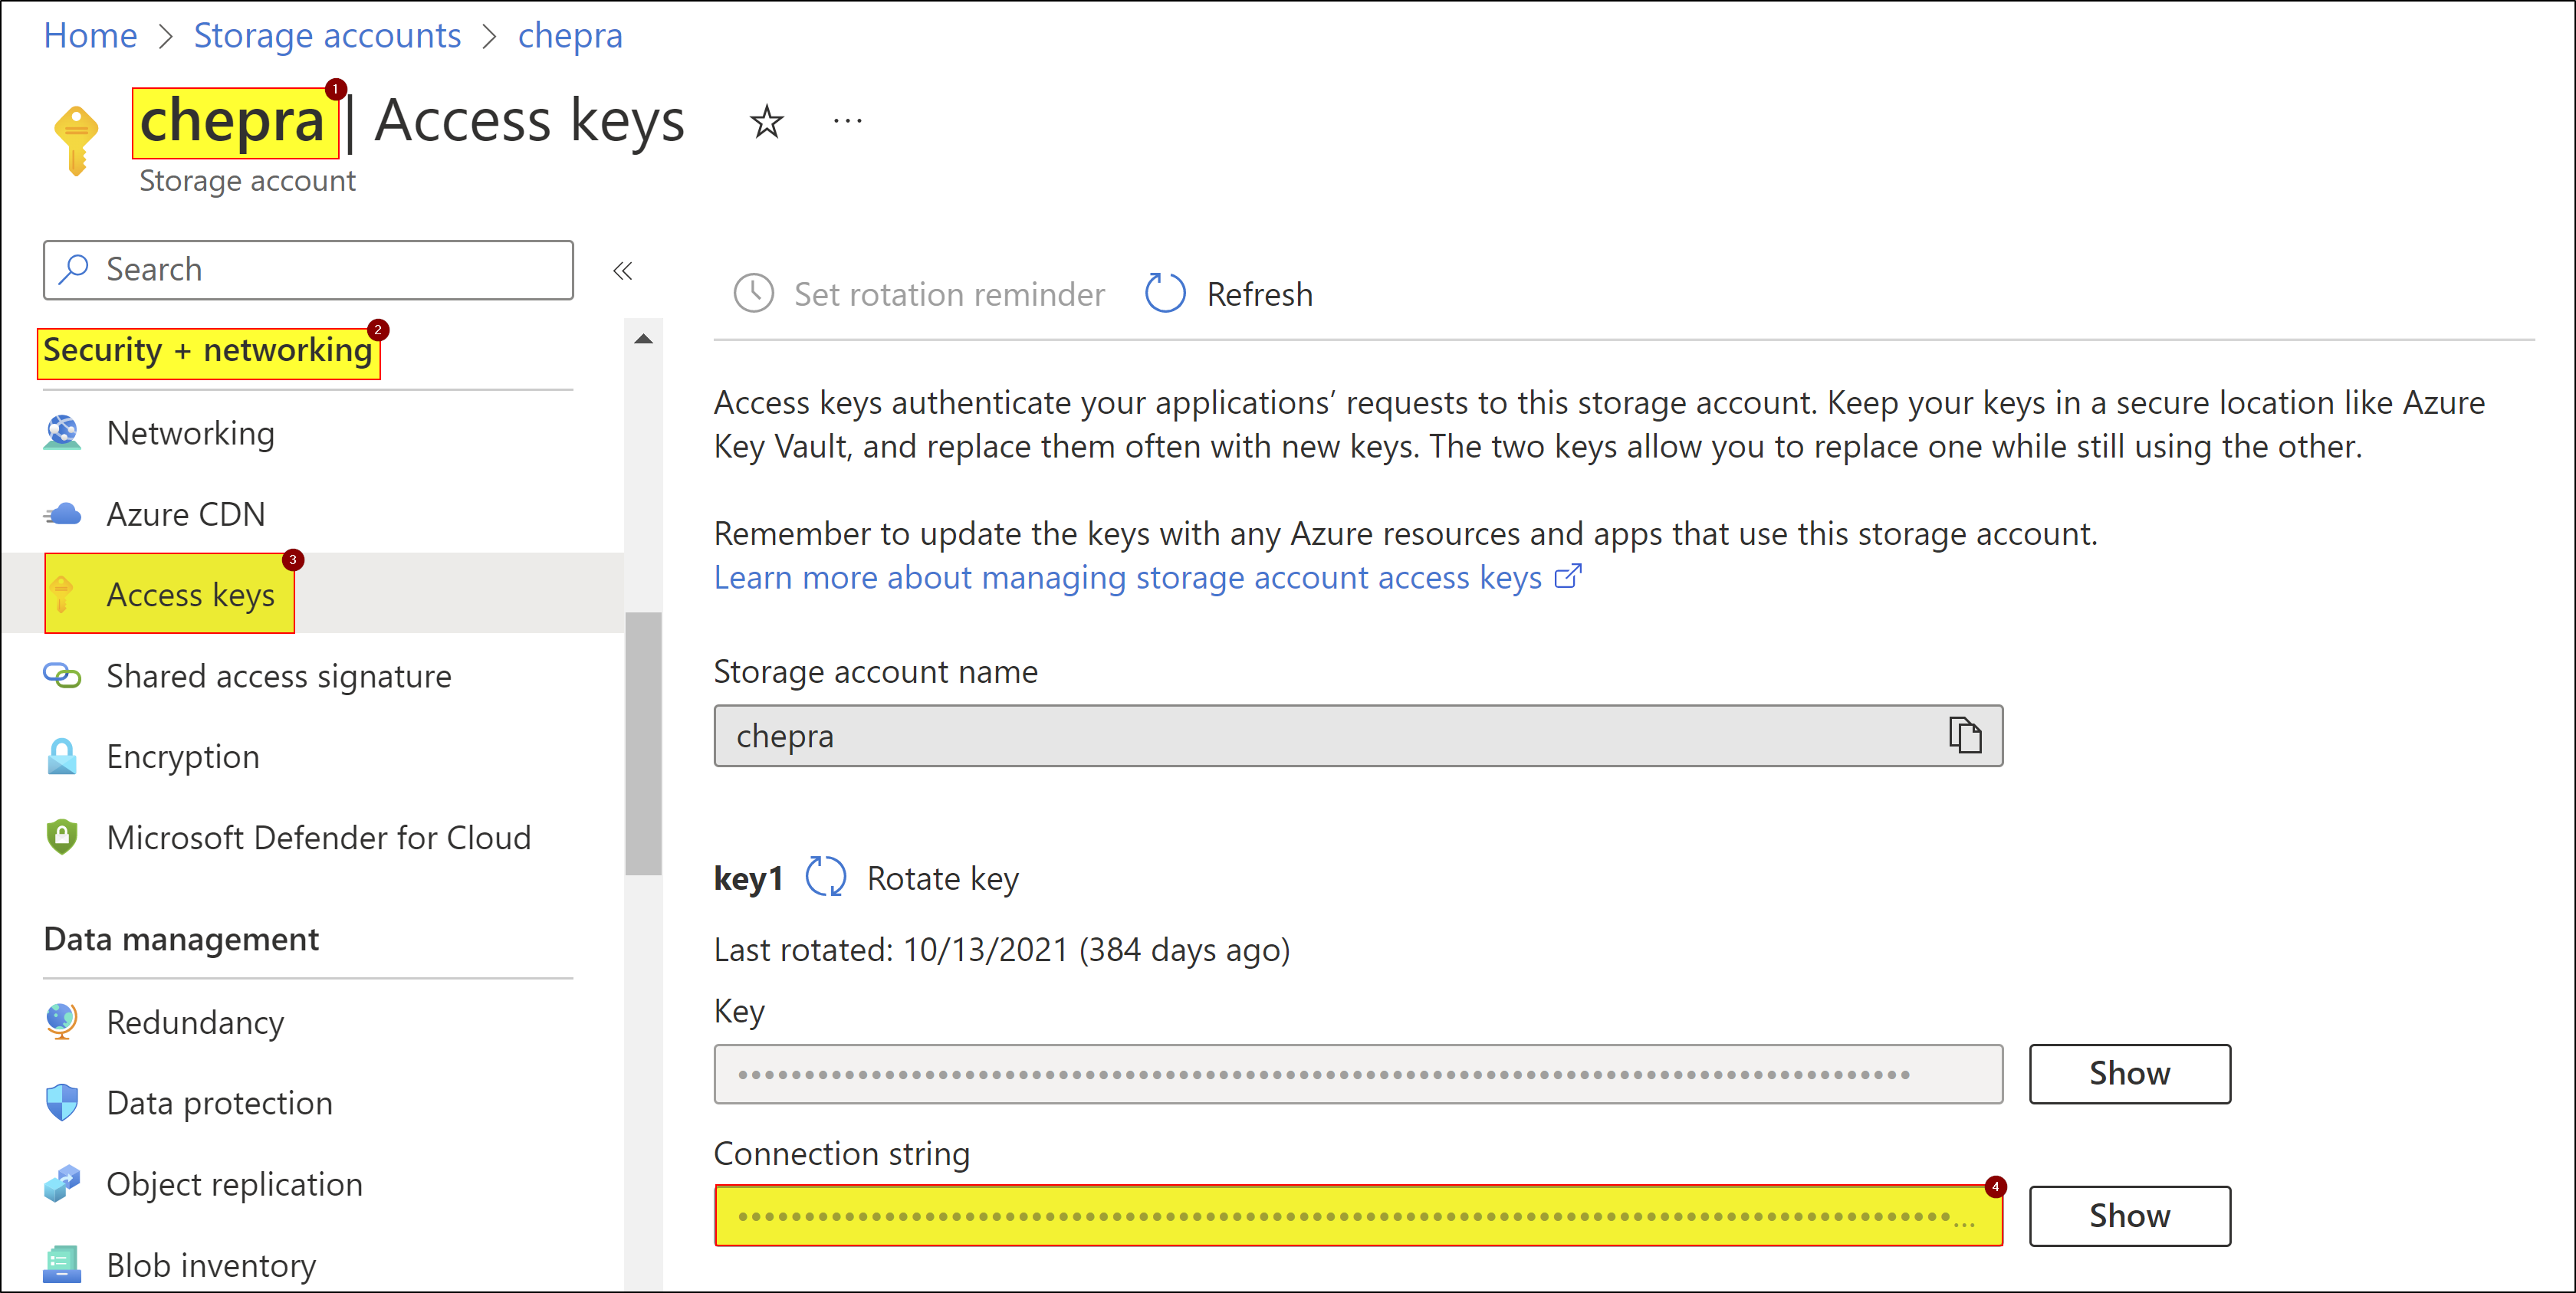 Home > Storage accounts > chepra
1
chepra | Access keys
...
Storage account
Search
«
Set rotation reminder
Refresh
2
Security + networking
Networking
Azure CDN
3
Access keys
Shared access signature
Encryption
Microsoft Defender for Cloud
Data management
Redundancy
Data protection
Object replication
Blob inventory
Access keys authenticate your applications’ requests to this storage account. Keep your keys in a secure location like Azure
Key Vault, and replace them often with new keys. The two keys allow you to replace one while still using the other.
Remember to update the keys with any Azure resources and apps that use this storage account.
Learn more about managing storage account access keys
Storage account name
chepra
key1 Rotate key
Last rotated: 10/13/2021 (384 days ago)
Key
Show
Connection string
4
...
Show